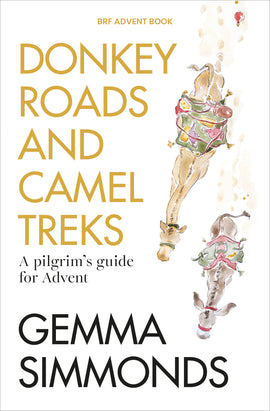 BRF ADVENT BOOK
DONKEY
ROADS
AND
CAMEL
TREKS
A pilgrim's guide
for Advent
GEMMA
SIMMONDS